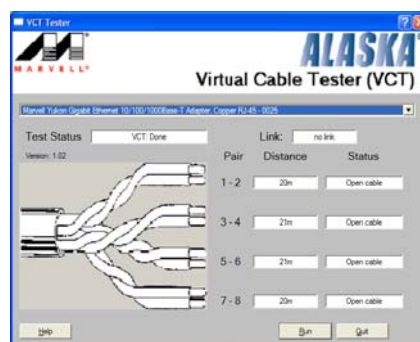 VCT Tester
MARVELL
ALASKA
Virtual Cable Tester (VCT)
Marvell Yukon Gigabit Ethernet 10/100/1000Base-T Adapter, Copper RJ-45 - 0025
Test Status VCT: Done Link: no link
Version: 1.02
Pair Distance Status
1 - 2 20m Open cable
3 - 4 21m Open cable
5 - 6 21m Open cable
7 - 8 20m Open cable
Help Run Quit